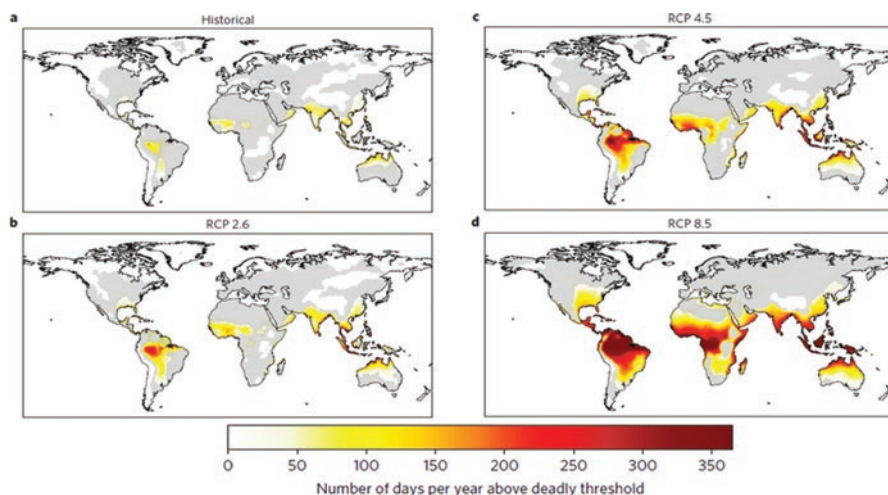 a Historical
c RCP 4.5
b RCP 2.6
d RCP 8.5
0 50 100 150 200 250 300 350
Number of days per year above deadly threshold